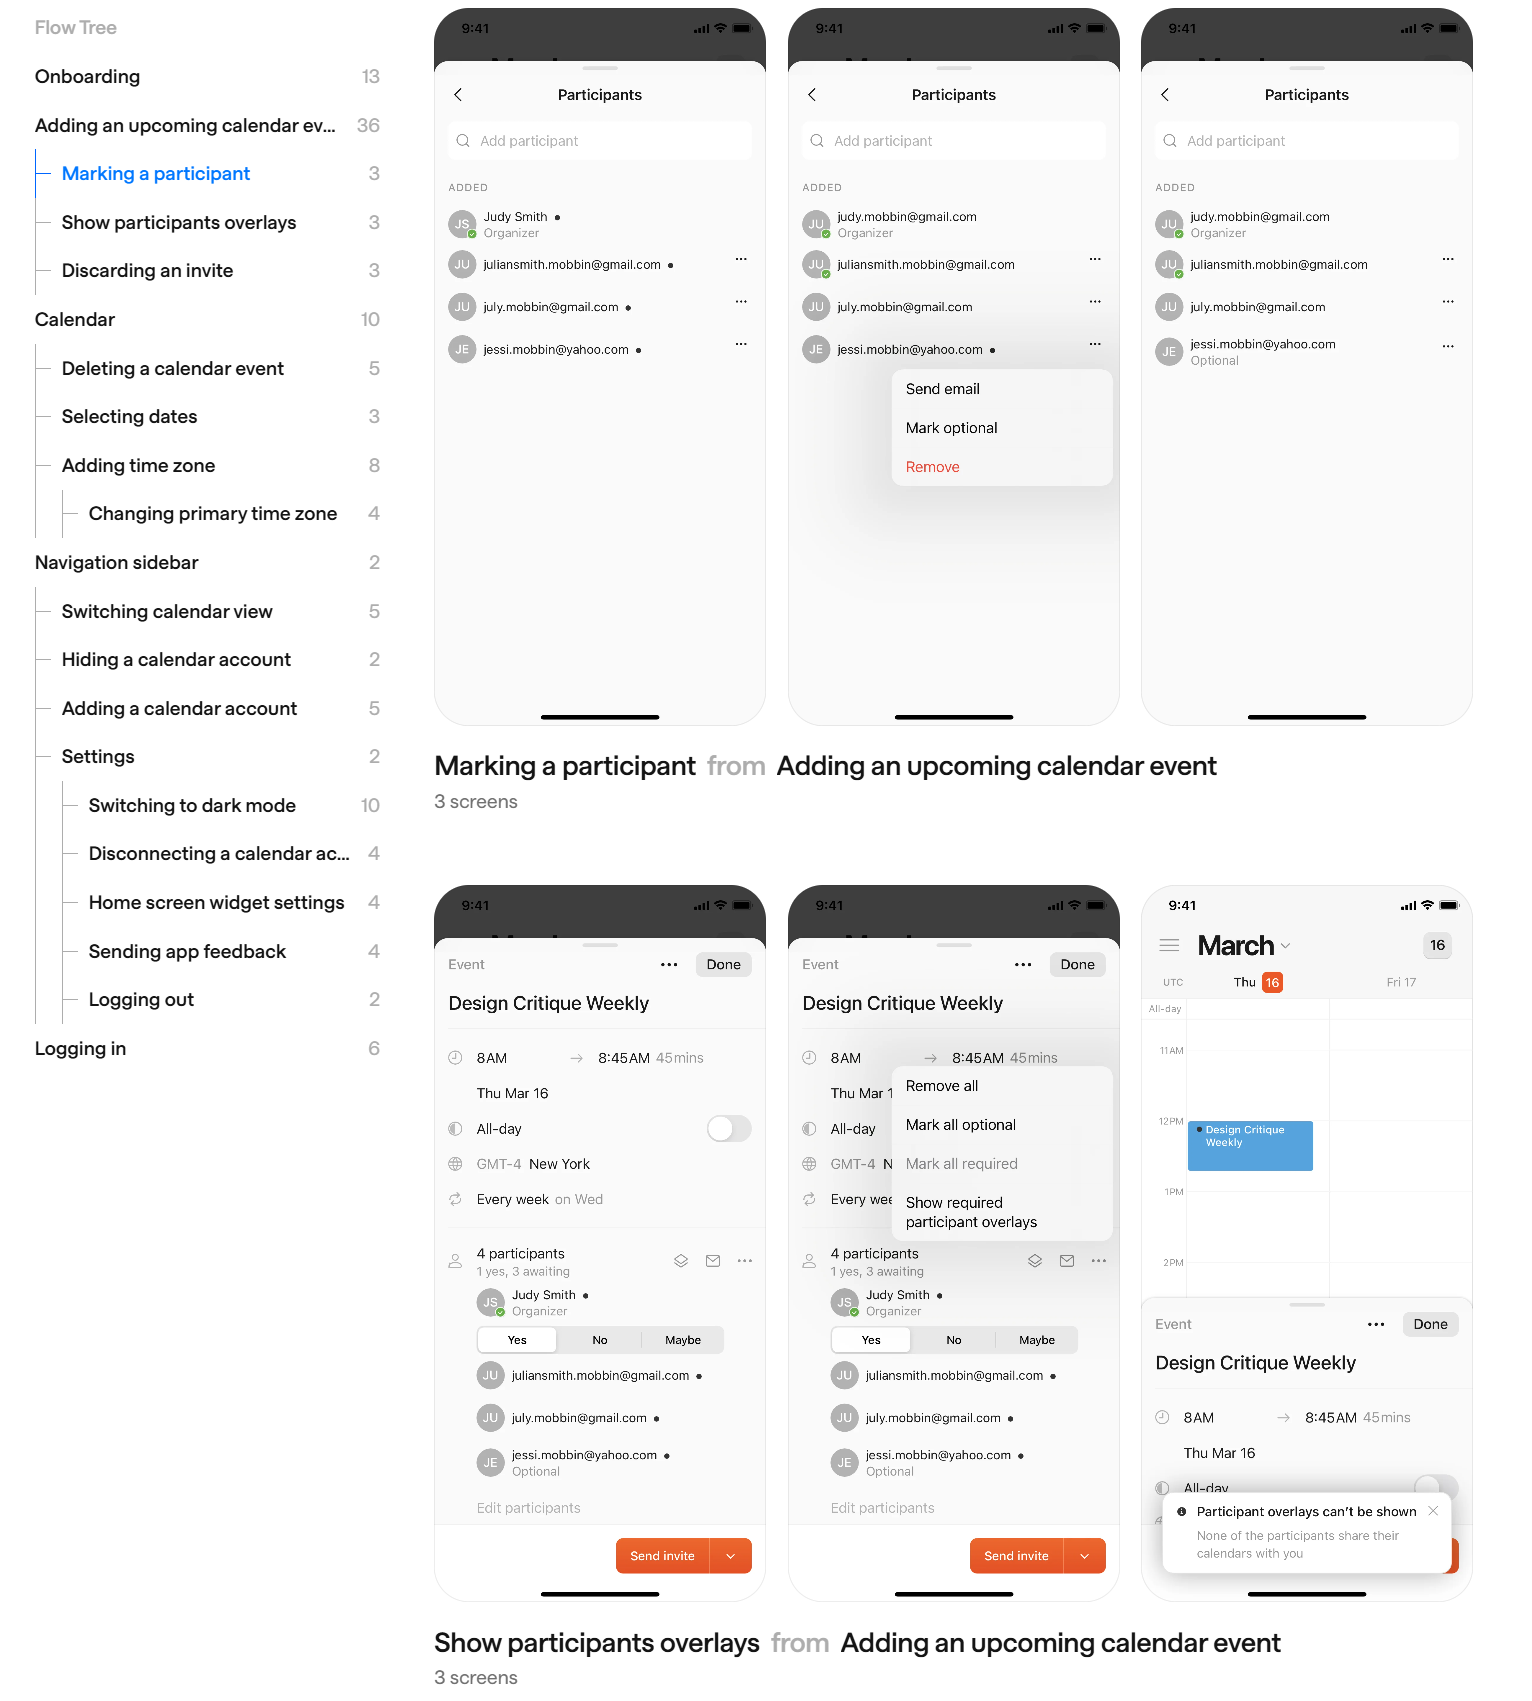 Flow Tree
Onboarding 13
Adding an upcoming calendar ev... 36
Marking a participant 3
Show participants overlays 3
Discarding an invite 3
Calendar 10
Deleting a calendar event 5
Selecting dates 3
Adding time zone 8
Changing primary time zone 4
Navigation sidebar 2
Switching calendar view 5
Hiding a calendar account 2
Adding a calendar account 5
Settings 2
Switching to dark mode 10
Disconnecting a calendar ac... 4
Home screen widget settings 4
Sending app feedback 4
Logging out 2
Logging in 6
9:41
Participants
Add participant
ADDED
JS Judy Smith
Organizer
JU juliansmith.mobbin@gmail.com
JU july.mobbin@gmail.com
JE jessi.mobbin@yahoo.com
9:41
Participants
Add participant
ADDED
JU judy.mobbin@gmail.com
Organizer
JU juliansmith.mobbin@gmail.com
JU july.mobbin@gmail.com
JE jessi.mobbin@yahoo.com
Send email
Mark optional
Remove
9:41
Participants
Add participant
ADDED
JU judy.mobbin@gmail.com
Organizer
JU juliansmith.mobbin@gmail.com
JU july.mobbin@gmail.com
JE jessi.mobbin@yahoo.com
Optional
Marking a participant from Adding an upcoming calendar event
3 screens
9:41
Event
Done
Design Critique Weekly
8AM → 8:45AM 45mins
Thu Mar 16
All-day
GMT-4 New York
Every week on Wed
4 participants
1 yes, 3 awaiting
JS Judy Smith
Organizer
Yes No Maybe
JU juliansmith.mobbin@gmail.com
JU july.mobbin@gmail.com
JE jessi.mobbin@yahoo.com
Optional
Edit participants
Send invite
9:41
Event
Done
Design Critique Weekly
8AM → 8:45AM 45mins
Thu Mar 1
All-day
GMT-4 N
Every wee
Remove all
Mark all optional
Mark all required
Show required
participant overlays
4 participants
1 yes, 3 awaiting
JS Judy Smith
Organizer
Yes No Maybe
JU juliansmith.mobbin@gmail.com
JU july.mobbin@gmail.com
JE jessi.mobbin@yahoo.com
Optional
Edit participants
Send invite
9:41
March
16
UTC Thu 16 Fri 17
All-day
11AM
12PM
Design Critique
Weekly
1PM
2PM
Event
Done
Design Critique Weekly
8AM → 8:45AM 45mins
Thu Mar 16
All-day
Participant overlays can't be shown
None of the participants share their
calendars with you
Show participants overlays from Adding an upcoming calendar event
3 screens